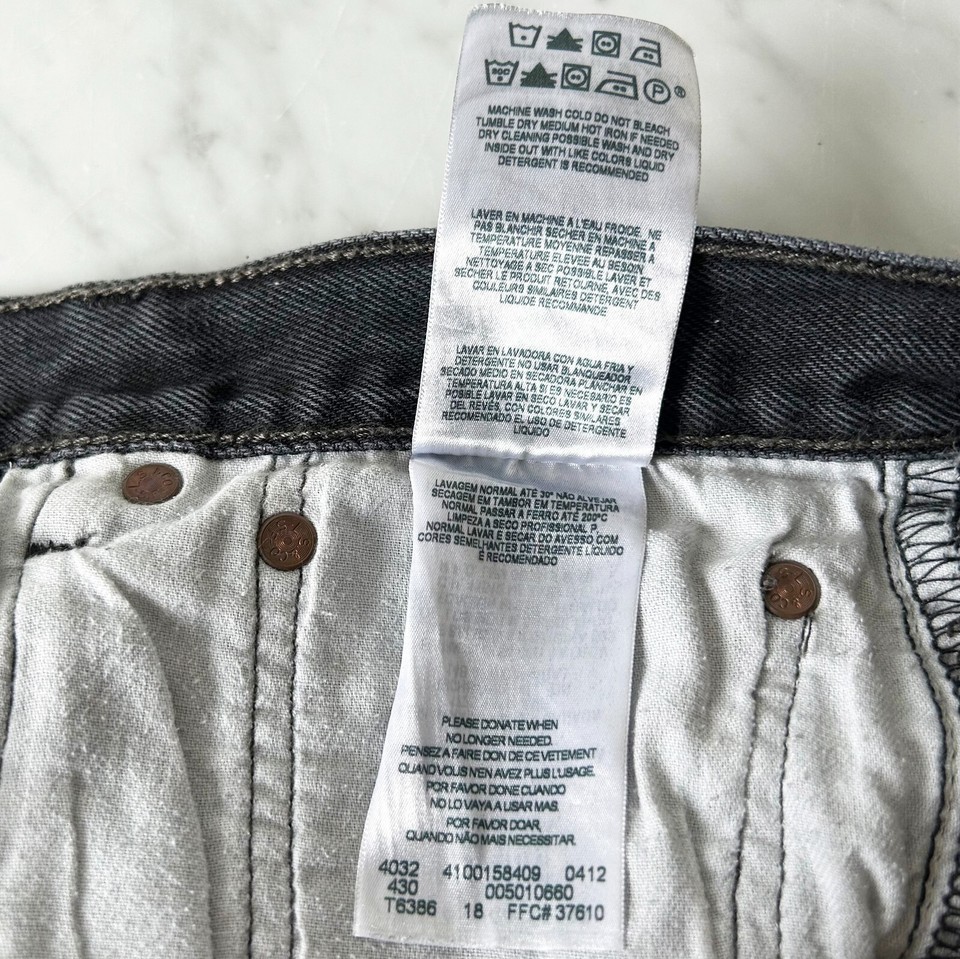 MACHINE WASH COLD DO NOT BLEACH
TUMBLE DRY MEDIUM HOT IRON IF NEEDED
DRY CLEANING POSSIBLE WASH AND DRY
INSIDE OUT WITH LIKE COLORS LIQUID
DETERGENT IS RECOMMENDED
LAVER EN MACHINE A L'EAU FROIDE, NE
PAS BLANCHIR SECHER EN MACHINE A
TEMPERATURE MOYENNE REPASSER A
TEMPERATURE ELEVEE AU BESOIN
NETTOYAGE A SEC POSSIBLE LAVER ET
SECHER LE PRODUIT RETOURNE, AVEC DES
COULEURS SIMILAIRES DETERGENT
LIQUIDE RECOMMANDE
LAVAR EN LAVADORA CON AGUA FRIA Y
DETERGENTE NO USAR BLANQUEADOR
SECADO MEDIO EN SECADORA PLANCHAR EN
TEMPERATURA ALTA SI ES NECESARIO ES
POSIBLE LAVAR EN SECO LAVAR Y SECAR
DEL REVES, CON COLORES SIMILARES
RECOMENDADO EL USO DE DETERGENTE
LIQUIDO
LAVAGEM NORMAL ATÉ 30° NÃO ALVEJAR
SECAGEM EM TAMBOR EM TEMPERATURA
NORMAL PASSAR A FERRO ATÉ 200°C
LIMPEZA A SECO PROFISSIONAL P.
NORMAL LAVAR E SECAR DO AVESSO COM
CORES SEMELHANTES DETERGENTE LÍQUIDO
É RECOMENDADO
PLEASE DONATE WHEN
NO LONGER NEEDED.
PENSEZ A FAIRE DON DE CE VETEMENT
QUAND VOUS N'EN AVEZ PLUS L'USAGE.
POR FAVOR DONE CUANDO
NO LO VAYA A USAR MAS.
POR FAVOR DOAR,
QUANDO NÃO MAIS NECESSITAR.
4032 4100158409 0412
430 005010660
T6386 18 FFC# 37610